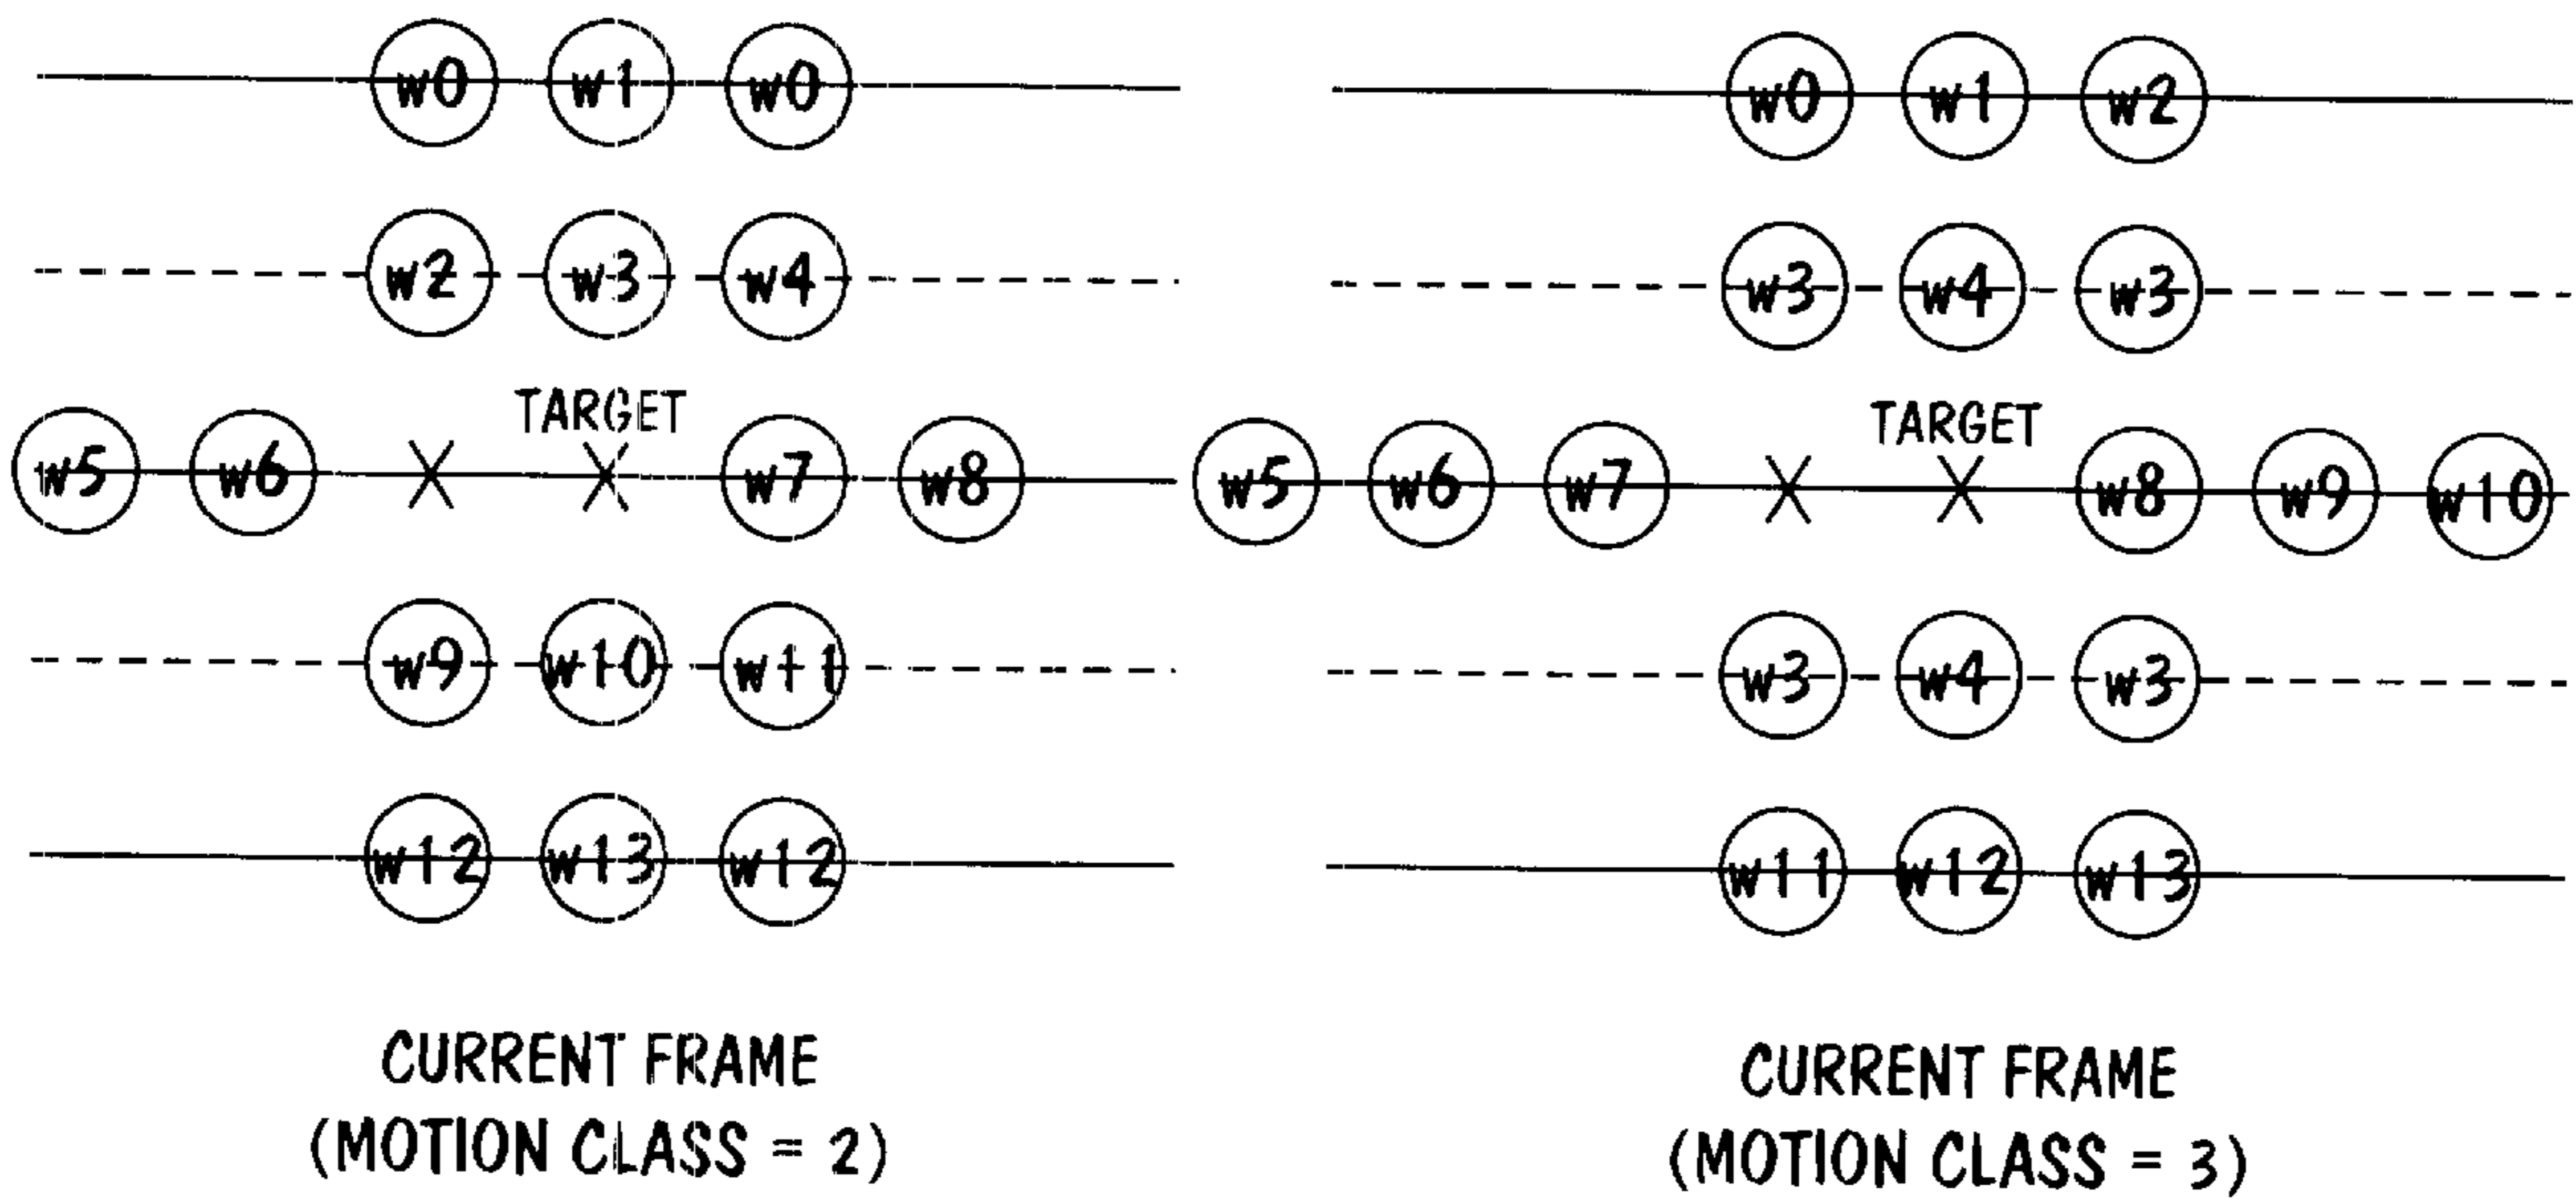 w0 w1 w0
w2 w3 w4
TARGET
w5 w6 w7 w8
w9 w10 w11
w12 w13 w12
CURRENT FRAME
(MOTION CLASS = 2)
w0 w1 w2
w3 w4 w3
TARGET
w5 w6 w7 w8 w9 w10
w3 w4 w3
w11 w12 w13
CURRENT FRAME
(MOTION CLASS = 3)